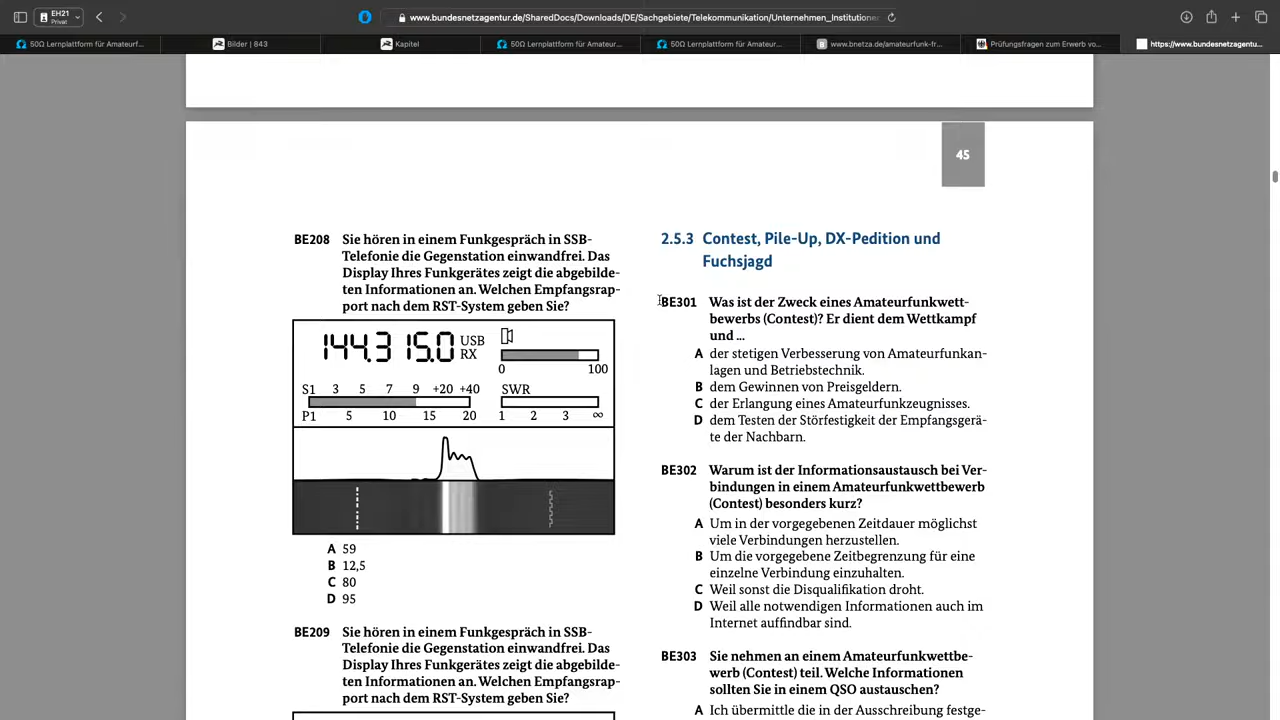 EH21
Privat
www.bundesnetzagentur.de/SharedDocs/Downloads/DE/Sachgebiete/Telekommunikation/Unternehmen_Institutionen
50Ω Lernplattform für Amateurf...
Bilder | 843
Kapitel
50Ω Lernplattform für Amateur...
50Ω Lernplattform für Amateur...
www.bnetza.de/amateurfunk-fr...
Prüfungsfragen zum Erwerb vo...
https://www.bundesnetzagentu...
45
BE208 Sie hören in einem Funkgespräch in SSB-
Telefonie die Gegenstation einwandfrei. Das
Display Ihres Funkgerätes zeigt die abgebilde-
ten Informationen an. Welchen Empfangsrap-
port nach dem RST-System geben Sie?
144.315.0 USB
RX
0 100
S1 3 5 7 9 +20 +40
SWR
P1 5 10 15 20
1 2 3 ∞
A 59
B 12,5
C 80
D 95
BE209 Sie hören in einem Funkgespräch in SSB-
Telefonie die Gegenstation einwandfrei. Das
Display Ihres Funkgerätes zeigt die abgebilde-
ten Informationen an. Welchen Empfangsrap-
port nach dem RST-System geben Sie?
2.5.3 Contest, Pile-Up, DX-Pedition und
Fuchsjagd
BE301 Was ist der Zweck eines Amateurfunkwett-
bewerbs (Contest)? Er dient dem Wettkampf
und ...
A der stetigen Verbesserung von Amateurfunkan-
lagen und Betriebstechnik.
B dem Gewinnen von Preisgeldern.
C der Erlangung eines Amateurfunkzeugnisses.
D dem Testen der Störfestigkeit der Empfangsgerä-
te der Nachbarn.
BE302 Warum ist der Informationsaustausch bei Ver-
bindungen in einem Amateurfunkwettbewerb
(Contest) besonders kurz?
A Um in der vorgegebenen Zeitdauer möglichst
viele Verbindungen herzustellen.
B Um die vorgegebene Zeitbegrenzung für eine
einzelne Verbindung einzuhalten.
C Weil sonst die Disqualifikation droht.
D Weil alle notwendigen Informationen auch im
Internet auffindbar sind.
BE303 Sie nehmen an einem Amateurfunkwettbe-
werb (Contest) teil. Welche Informationen
sollten Sie in einem QSO austauschen?
A Ich übermittle die in der Ausschreibung festge-